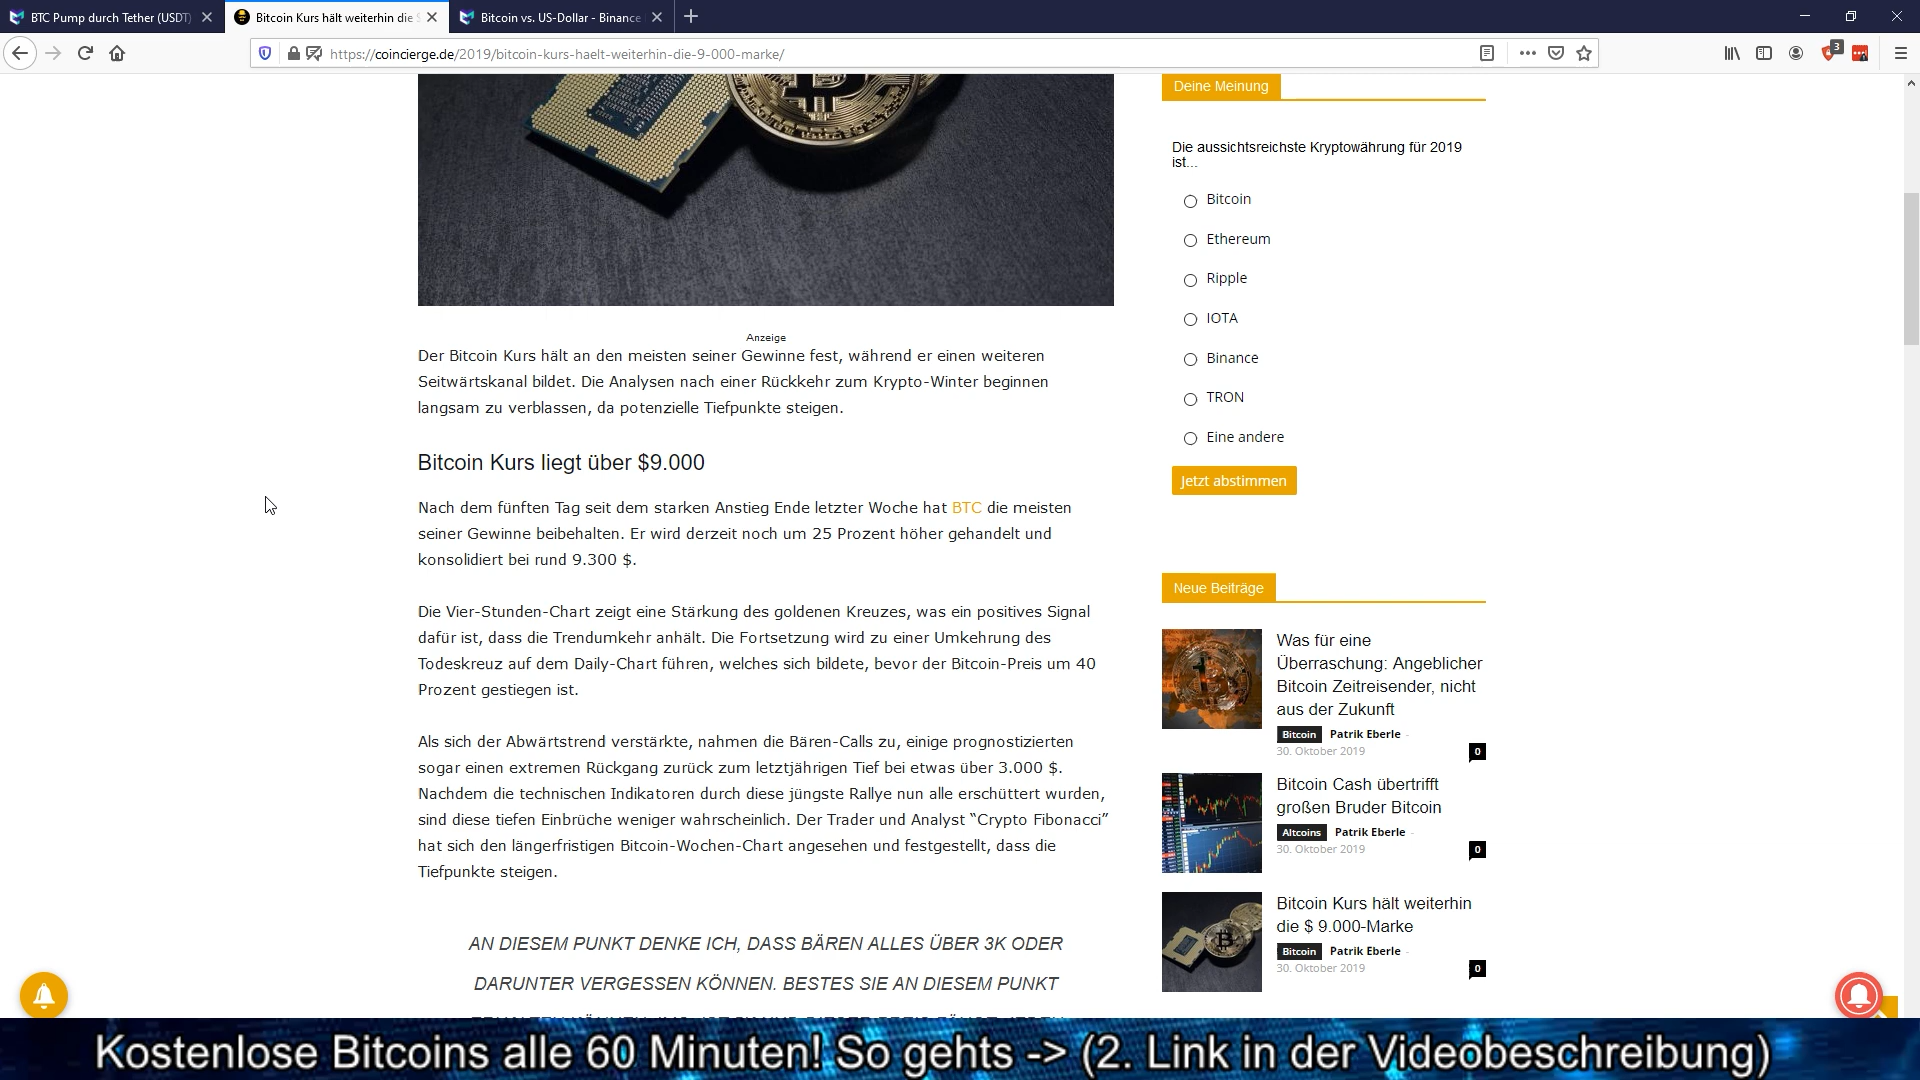 BTC Pump durch Tether (USDT)
Bitcoin Kurs hält weiterhin die $
Bitcoin vs. US-Dollar - Binance
https://coincierge.de/2019/bitcoin-kurs-haelt-weiterhin-die-9-000-marke/
3
Anzeige
Der Bitcoin Kurs hält an den meisten seiner Gewinne fest, während er einen weiteren
Seitwärtskanal bildet. Die Analysen nach einer Rückkehr zum Krypto-Winter beginnen
langsam zu verblassen, da potenzielle Tiefpunkte steigen.
Bitcoin Kurs liegt über $9.000
Nach dem fünften Tag seit dem starken Anstieg Ende letzter Woche hat BTC die meisten
seiner Gewinne beibehalten. Er wird derzeit noch um 25 Prozent höher gehandelt und
konsolidiert bei rund 9.300 $.
Die Vier-Stunden-Chart zeigt eine Stärkung des goldenen Kreuzes, was ein positives Signal
dafür ist, dass die Trendumkehr anhält. Die Fortsetzung wird zu einer Umkehrung des
Todeskreuz auf dem Daily-Chart führen, welches sich bildete, bevor der Bitcoin-Preis um 40
Prozent gestiegen ist.
Als sich der Abwärtstrend verstärkte, nahmen die Bären-Calls zu, einige prognostizierten
sogar einen extremen Rückgang zurück zum letztjährigen Tief bei etwas über 3.000 $.
Nachdem die technischen Indikatoren durch diese jüngste Rallye nun alle erschüttert wurden,
sind diese tiefen Einbrüche weniger wahrscheinlich. Der Trader und Analyst “Crypto Fibonacci”
hat sich den längerfristigen Bitcoin-Wochen-Chart angesehen und festgestellt, dass die
Tiefpunkte steigen.
AN DIESEM PUNKT DENKE ICH, DASS BÄREN ALLES ÜBER 3K ODER
DARUNTER VERGESSEN KÖNNEN. BESTES SIE AN DIESEM PUNKT
Deine Meinung
Die aussichtsreichste Kryptowährung für 2019
ist...
Bitcoin
Ethereum
Ripple
IOTA
Binance
TRON
Eine andere
Jetzt abstimmen
Neue Beiträge
Was für eine
Überraschung: Angeblicher
Bitcoin Zeitreisender, nicht
aus der Zukunft
Bitcoin Patrik Eberle -
30. Oktober 2019
0
Bitcoin Cash übertrifft
großen Bruder Bitcoin
Altcoins Patrik Eberle -
30. Oktober 2019
0
Bitcoin Kurs hält weiterhin
die $ 9.000-Marke
Bitcoin Patrik Eberle -
30. Oktober 2019
0
Kostenlose Bitcoins alle 60 Minuten! So gehts -> (2. Link in der Videobeschreibung)